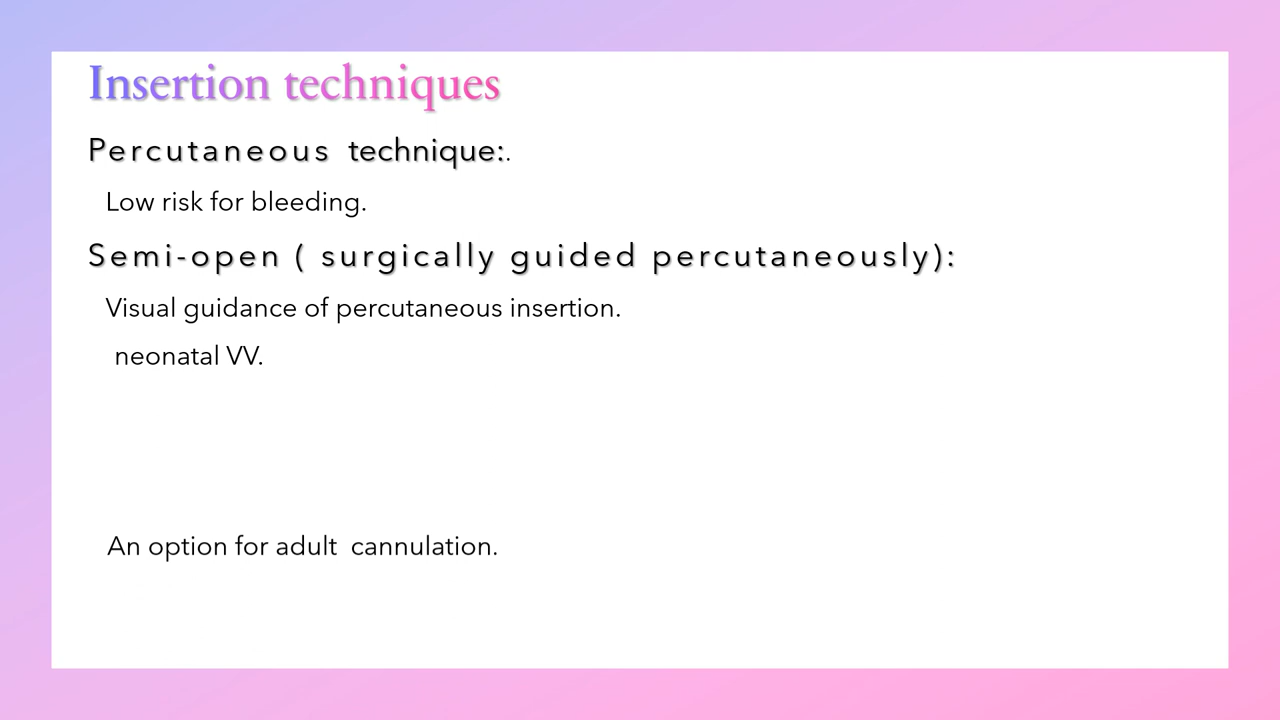 Insertion techniques
Percutaneous technique:.
Low risk for bleeding.
Semi-open ( surgically guided percutaneously):
Visual guidance of percutaneous insertion.
neonatal VV.
An option for adult cannulation.